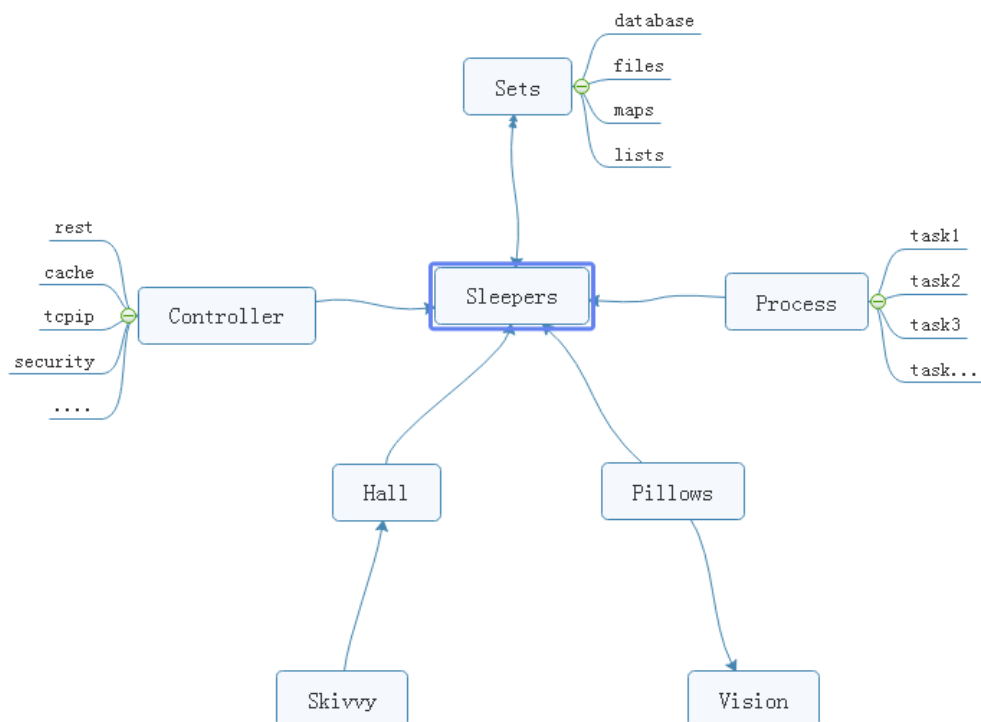 database
Sets
files
maps
lists
rest
cache
Controller
tcpip
security
....
Sleepers
Process
task1
task2
task3
task...
Hall
Pillows
Skivvy
Vision